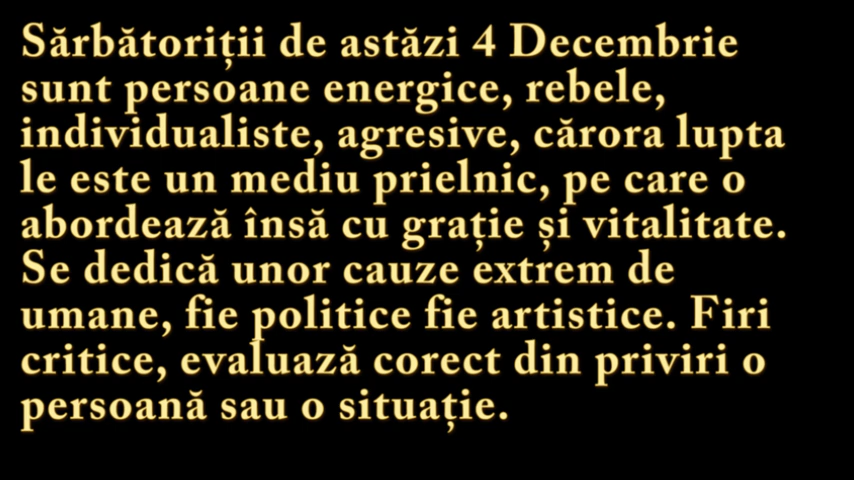 Sărbătoriții de astăzi 4 Decembrie
sunt persoane energice, rebele,
individualiste, agresive, cărora lupta
le este un mediu prielnic, pe care o
abordează însă cu grație și vitalitate.
Se dedică unor cauze extrem de
umane, fie politice fie artistice. Firi
critice, evaluază corect din priviri o
persoană sau o situație.